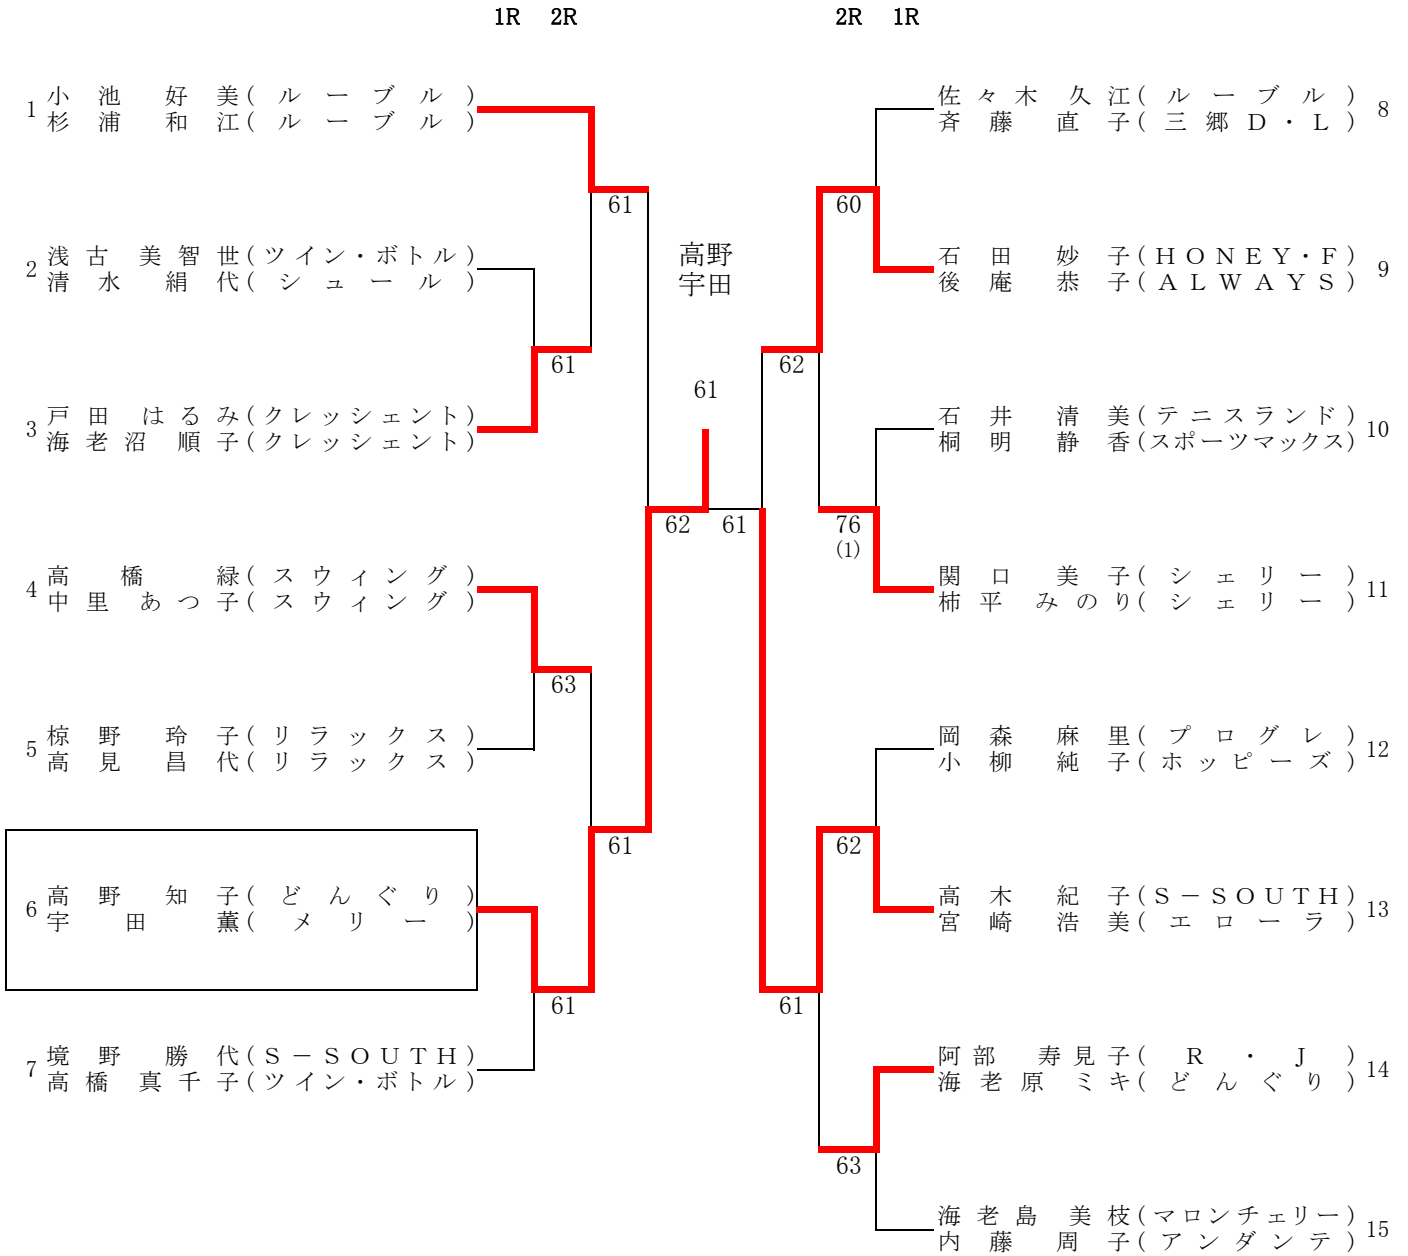 1R 2R 2R 1R
1 小池 好美(ルーブル)
杉浦 和江(ルーブル)
61
2 浅古 美智世(ツイン・ボトル)
清水 絹代(シュール)
61
3 戸田 はるみ(クレッシェント)
海老沼 順子(クレッシェント)
4 高橋 緑(スウィング)
中里 あつ子(スウィング)
63
5 椋野 玲子(リラックス)
高見 昌代(リラックス)
61
6 高野 知子(どんぐり)
宇田 薫(メリー)
61
7 境野 勝代(S-SOUTH)
高橋 真千子(ツイン・ボトル)
62
高野
宇田
61
61
佐々木 久江(ルーブル) 8
斉藤 直子(三郷D・L)
60
石田 妙子(HONEY・F) 9
後庵 恭子(ALWAYS)
62
石井 清美(テニスランド) 10
桐明 静香(スポーツマックス)
76
(1)
関口 美子(シェリー) 11
柿平 みのり(シェリー)
岡森 麻里(プログレ) 12
小柳 純子(ホッピーズ)
62
高木 紀子(S-SOUTH) 13
宮崎 浩美(エローラ)
61
阿部 寿見子(R・J) 14
海老原 ミキ(どんぐり)
63
海老島 美枝(マロンチェリー) 15
内藤 周子(アンダンテ)